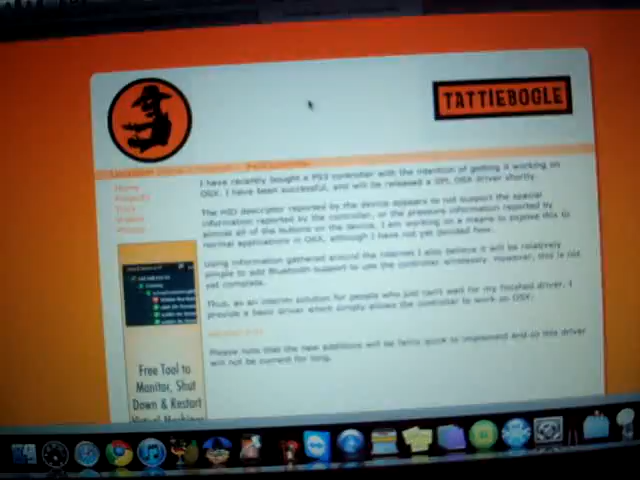 TATTIEBOGLE
Home
I have recently bought a PS3 controller with the intention of getting it working on
OSX. I have been successful, and will be released a GPL OSX driver shortly.
The HID descriptor reported by the device appears to not support the special
information reported by the controller, or the pressure information reported by
almost all of the buttons on the device. I am working on a means to expose this to
normal applications in OSX, although I have not yet decided how.
Using information gathered around the internet I also believe it will be relatively
simple to add Bluetooth support to use the controller wirelessly. However, this is not
yet complete.
Thus, as an interim solution for people who just can't wait for my finished driver, I
provide a basic driver which simply allows the controller to work on OSX.
Please note that the new additions will be fairly quick to implement and so this driver
will not be current for long.
Free Tool to
Monitor, Shut
Down & Restart
Virtual Machines